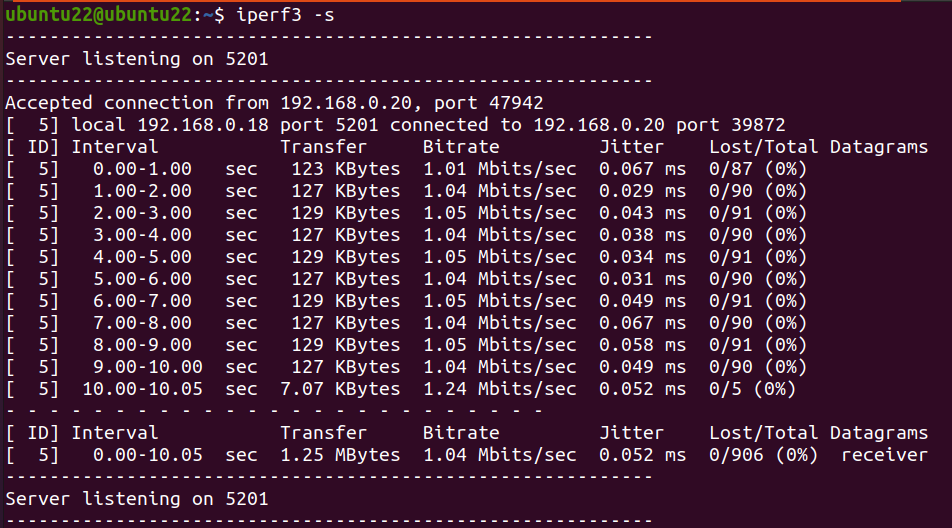 ubuntu22@ubuntu22:~$ iperf3 -s
-----------------------------------------------------------
Server listening on 5201
-----------------------------------------------------------
Accepted connection from 192.168.0.20, port 47942
[  5] local 192.168.0.18 port 5201 connected to 192.168.0.20 port 39872
[ ID] Interval           Transfer     Bitrate         Jitter    Lost/Total Datagrams
[  5]   0.00-1.00   sec   123 KBytes  1.01 Mbits/sec  0.067 ms  0/87 (0%)
[  5]   1.00-2.00   sec   127 KBytes  1.04 Mbits/sec  0.029 ms  0/90 (0%)
[  5]   2.00-3.00   sec   129 KBytes  1.05 Mbits/sec  0.043 ms  0/91 (0%)
[  5]   3.00-4.00   sec   127 KBytes  1.04 Mbits/sec  0.038 ms  0/90 (0%)
[  5]   4.00-5.00   sec   129 KBytes  1.05 Mbits/sec  0.034 ms  0/91 (0%)
[  5]   5.00-6.00   sec   127 KBytes  1.04 Mbits/sec  0.031 ms  0/90 (0%)
[  5]   6.00-7.00   sec   129 KBytes  1.05 Mbits/sec  0.049 ms  0/91 (0%)
[  5]   7.00-8.00   sec   127 KBytes  1.04 Mbits/sec  0.067 ms  0/90 (0%)
[  5]   8.00-9.00   sec   129 KBytes  1.05 Mbits/sec  0.058 ms  0/91 (0%)
[  5]   9.00-10.00  sec   127 KBytes  1.04 Mbits/sec  0.049 ms  0/90 (0%)
[  5]  10.00-10.05  sec  7.07 KBytes  1.24 Mbits/sec  0.052 ms  0/5 (0%)
- - - - - - - - - - - - - - - - - - - - - - - - -
[ ID] Interval           Transfer     Bitrate         Jitter    Lost/Total Datagrams
[  5]   0.00-10.05  sec  1.25 MBytes  1.04 Mbits/sec  0.052 ms  0/906 (0%)  receiver
-----------------------------------------------------------
Server listening on 5201
-----------------------------------------------------------